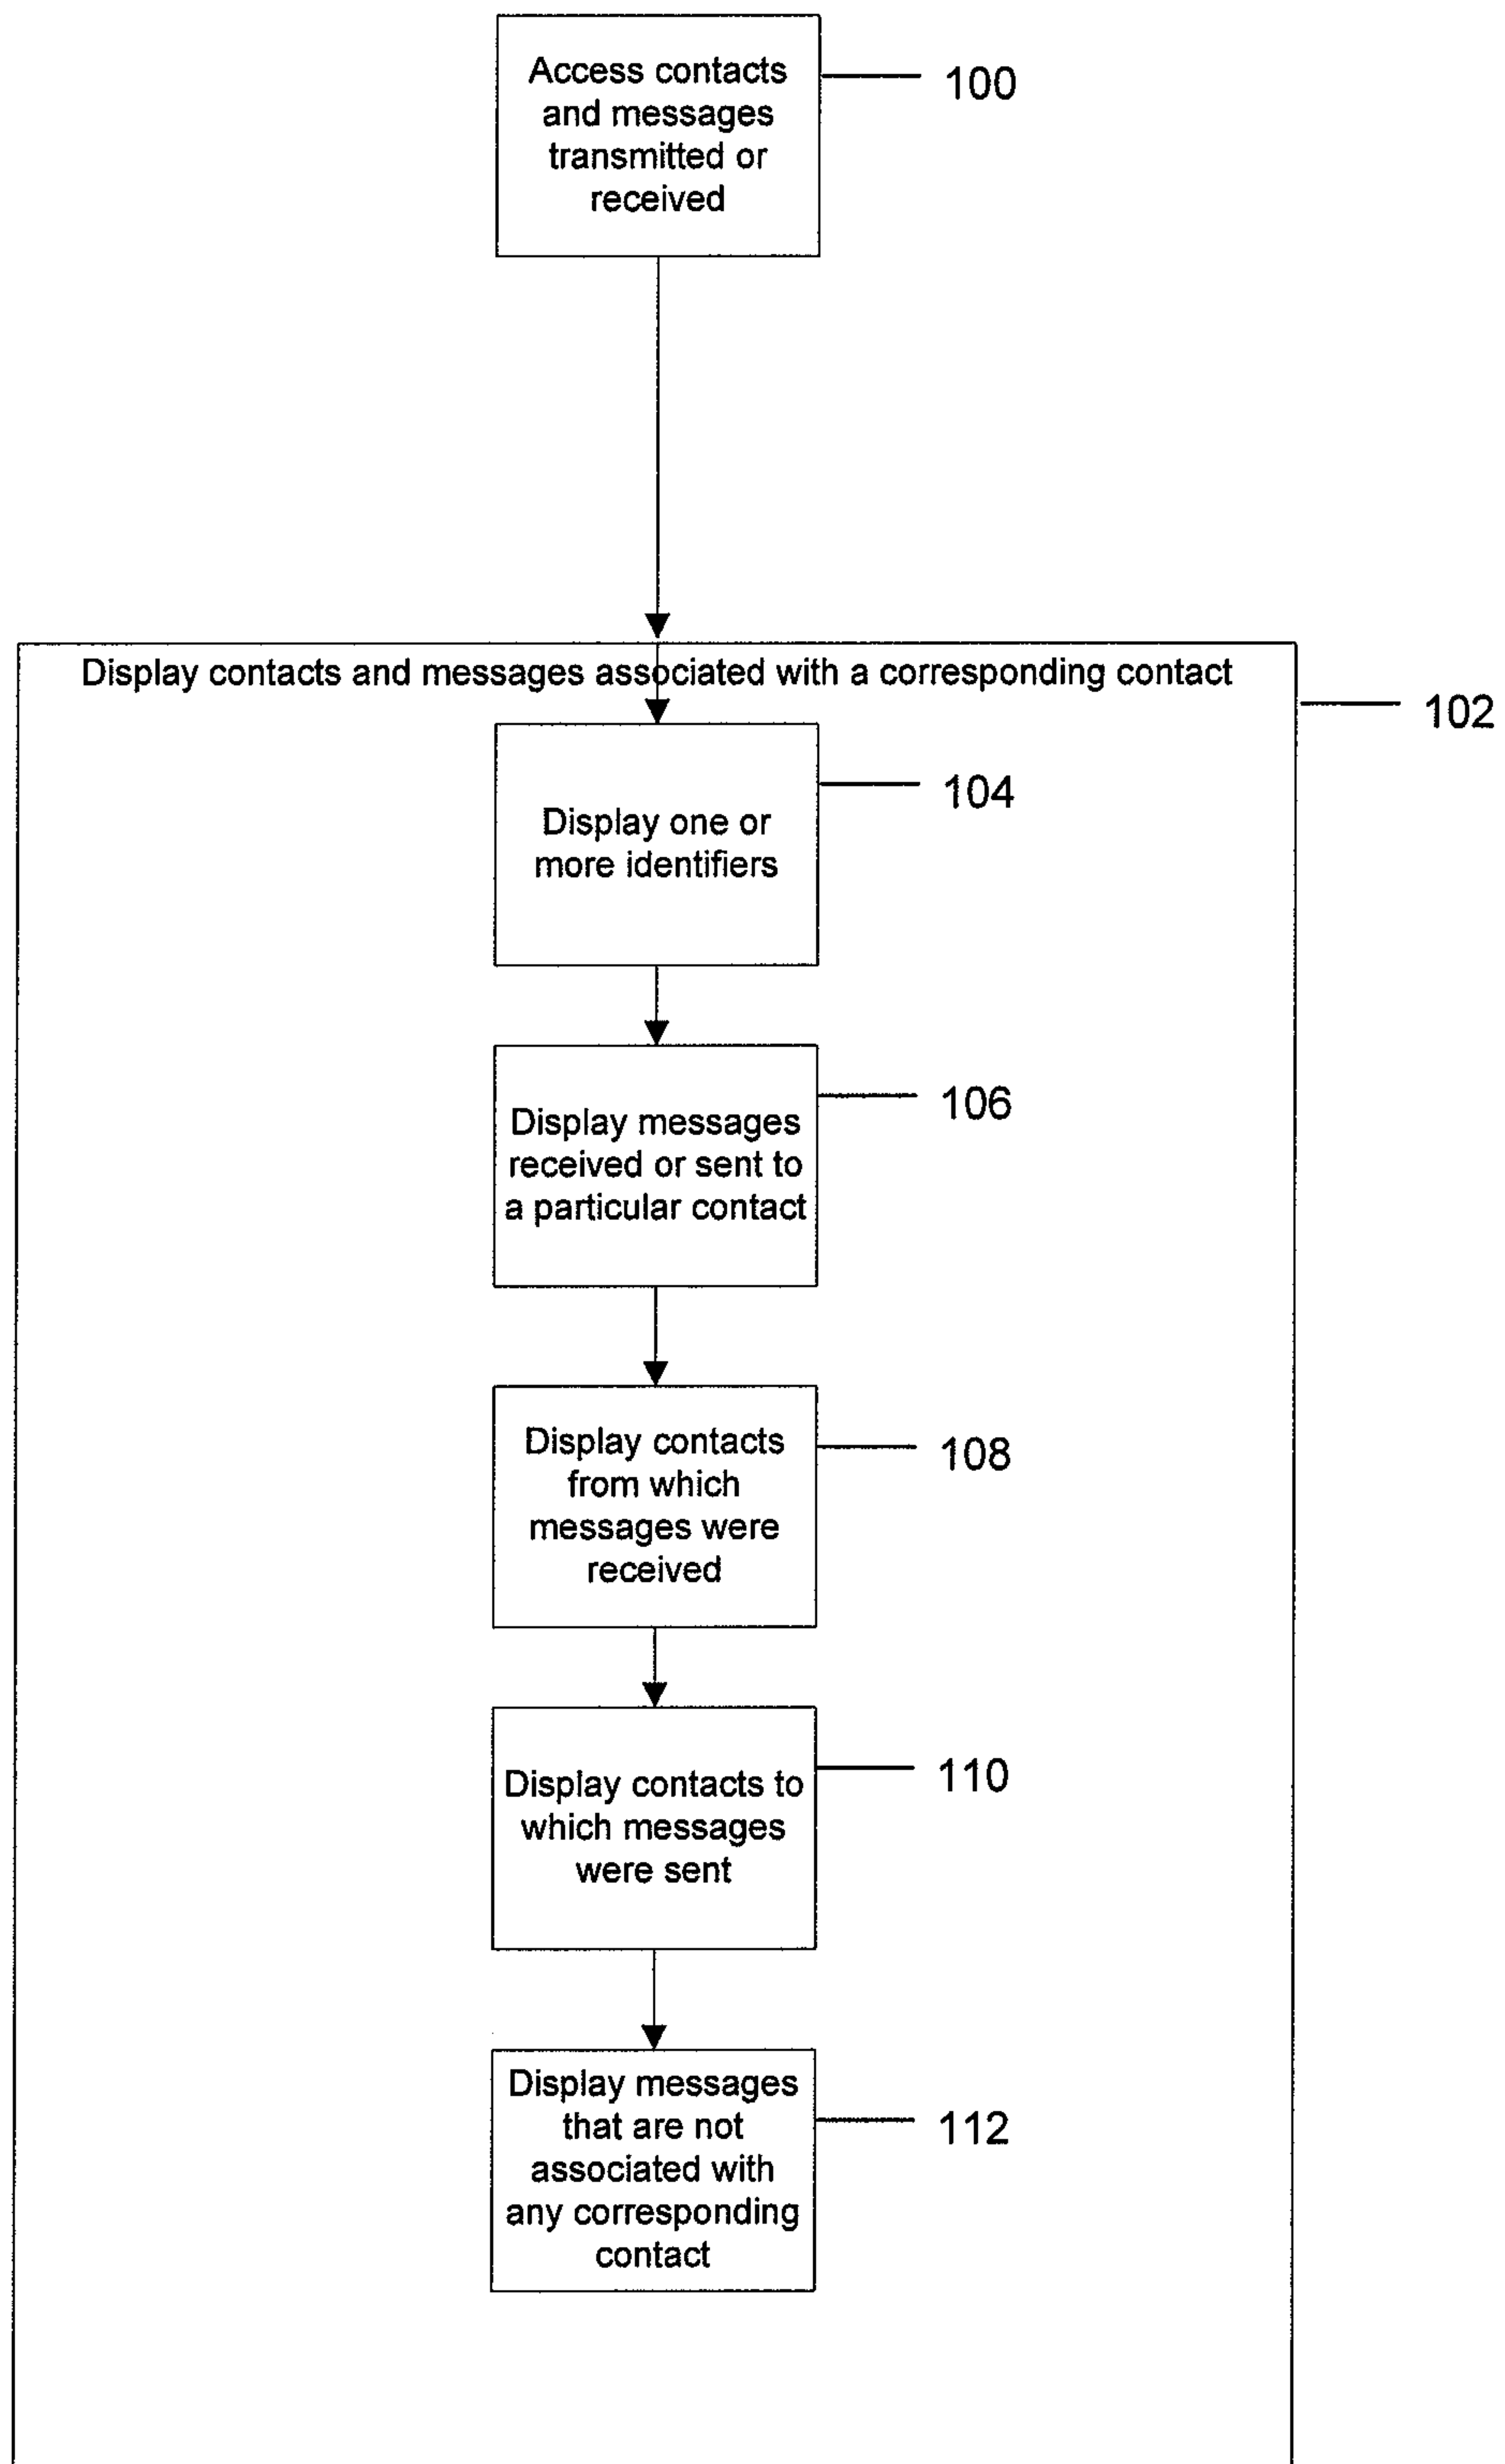 Access contacts
and messages
transmitted or
received
100
Display contacts and messages associated with a corresponding contact
102
Display one or
more identifiers
104
Display messages
received or sent to
a particular contact
106
Display contacts
from which
messages were
received
108
Display contacts to
which messages
were sent
110
Display messages
that are not
associated with
any corresponding
contact
112